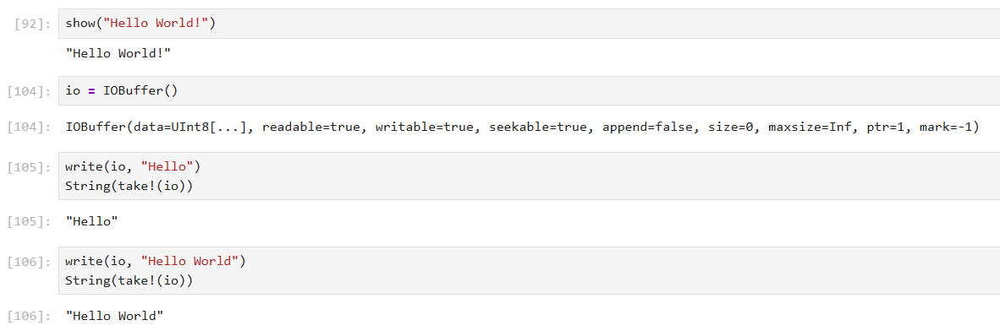 [92]: show("Hello World!")
"Hello World!"
[104]: io = IOBuffer()
[104]: IOBuffer(data=UInt8[...], readable=true, writable=true, seekable=true, append=false, size=0, maxsize=Inf, ptr=1, mark=-1)
[105]: write(io, "Hello")
String(take!(io))
[105]: "Hello"
[106]: write(io, "Hello World")
String(take!(io))
[106]: "Hello World"